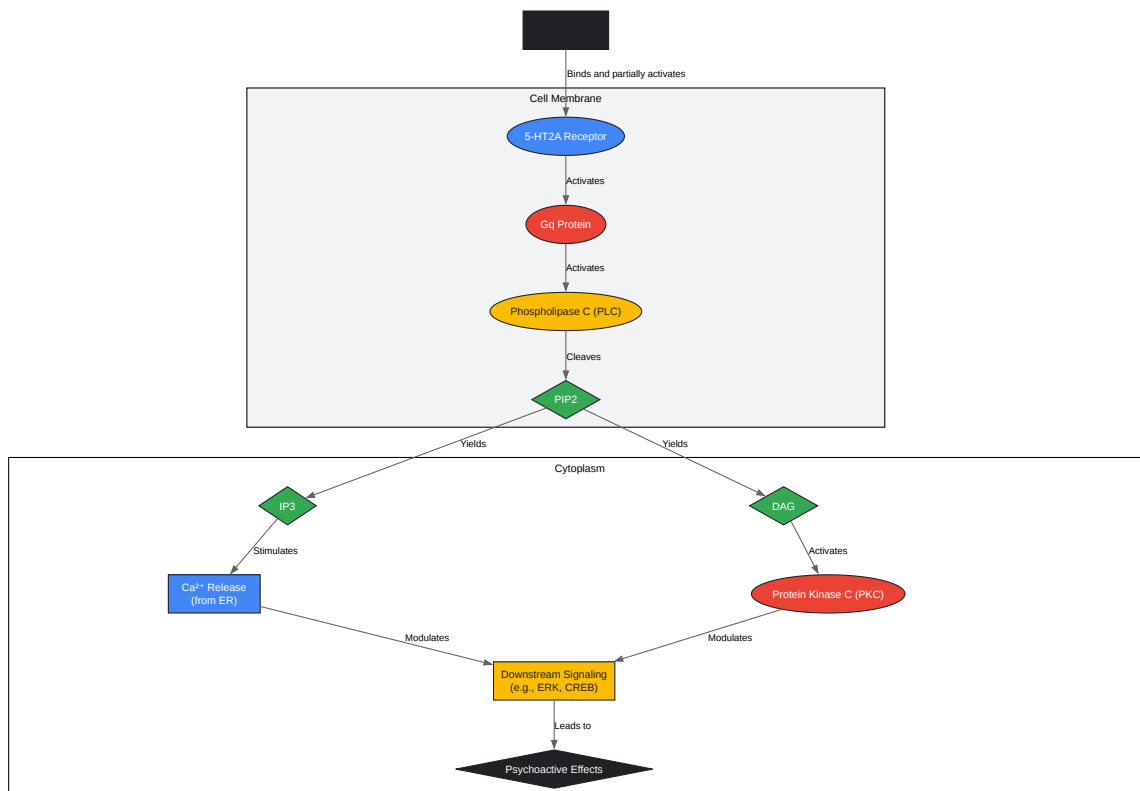 Binds and partially activates
Cell Membrane
5-HT2A Receptor
Activates
Gq Protein
Activates
Phospholipase C (PLC)
Cleaves
PIP2
Yields
Yields
Cytoplasm
IP3
DAG
Stimulates
Activates
Ca²⁺ Release
(from ER)
Protein Kinase C (PKC)
Modulates
Modulates
Downstream Signaling
(e.g., ERK, CREB)
Leads to
Psychoactive Effects